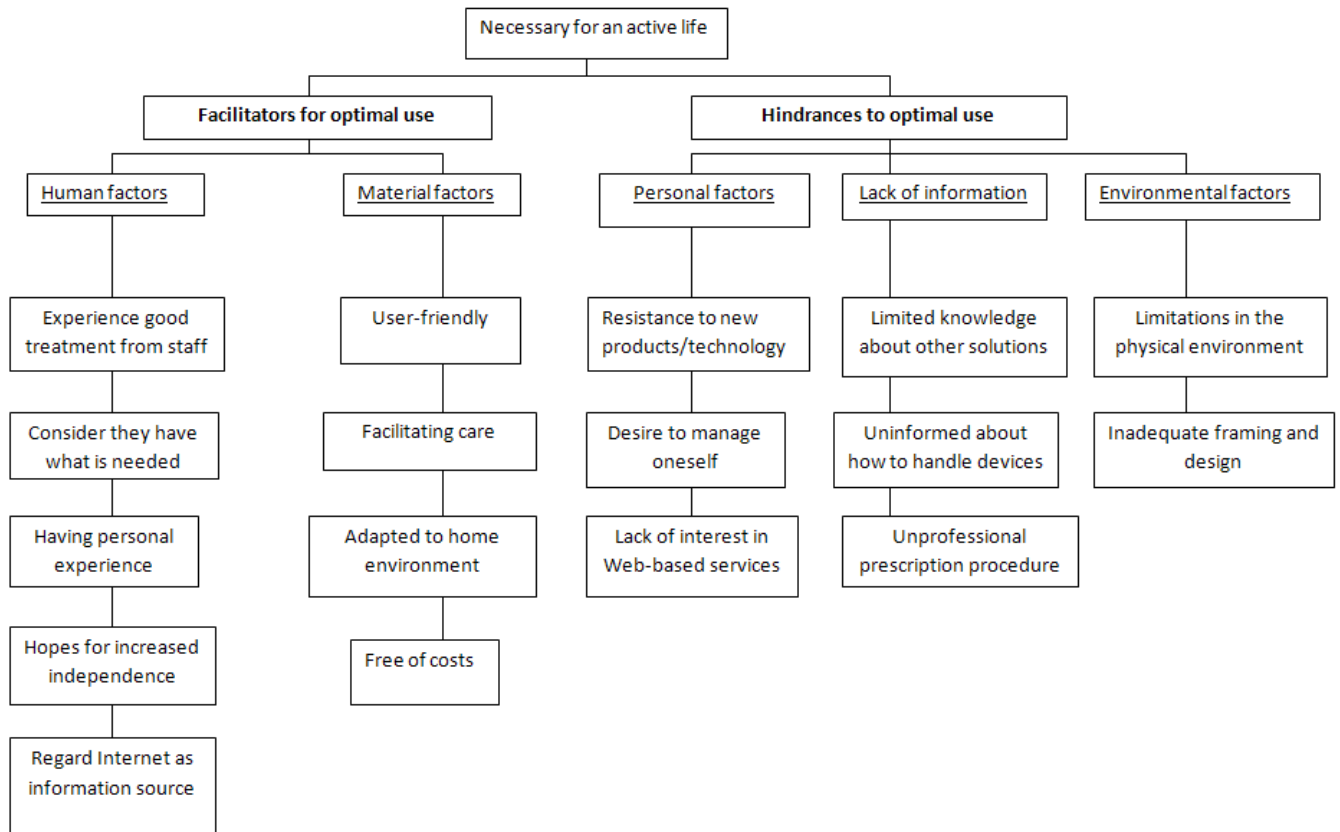 Necessary for an active life
Facilitators for optimal use
Hindrances to optimal use
Human factors
Material factors
Personal factors
Lack of information
Environmental factors
Experience good
treatment from staff
Consider they have
what is needed
Having personal
experience
Hopes for increased
independence
Regard Internet as
information source
User-friendly
Facilitating care
Adapted to home
environment
Free of costs
Resistance to new
products/technology
Desire to manage
oneself
Lack of interest in
Web-based services
Limited knowledge
about other solutions
Uninformed about
how to handle devices
Unprofessional
prescription procedure
Limitations in the
physical environment
Inadequate framing and
design